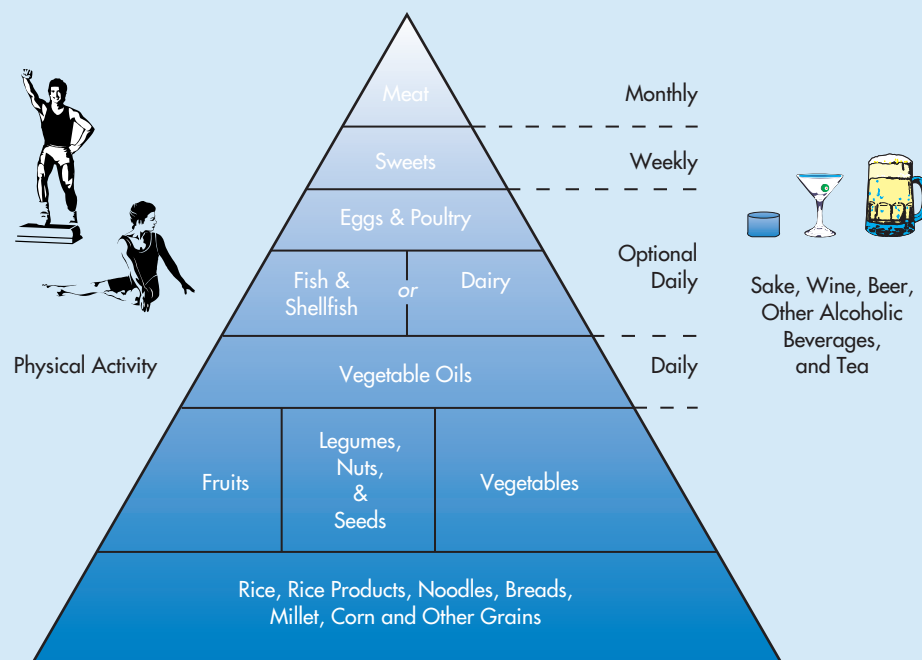 Meat
Monthly
Sweets
Weekly
Eggs & Poultry
Fish &
Shellfish
or
Dairy
Optional
Daily
Vegetable Oils
Daily
Fruits
Legumes,
Nuts,
&
Seeds
Vegetables
Rice, Rice Products, Noodles, Breads,
Millet, Corn and Other Grains
Physical Activity
Sake, Wine, Beer,
Other Alcoholic
Beverages,
and Tea